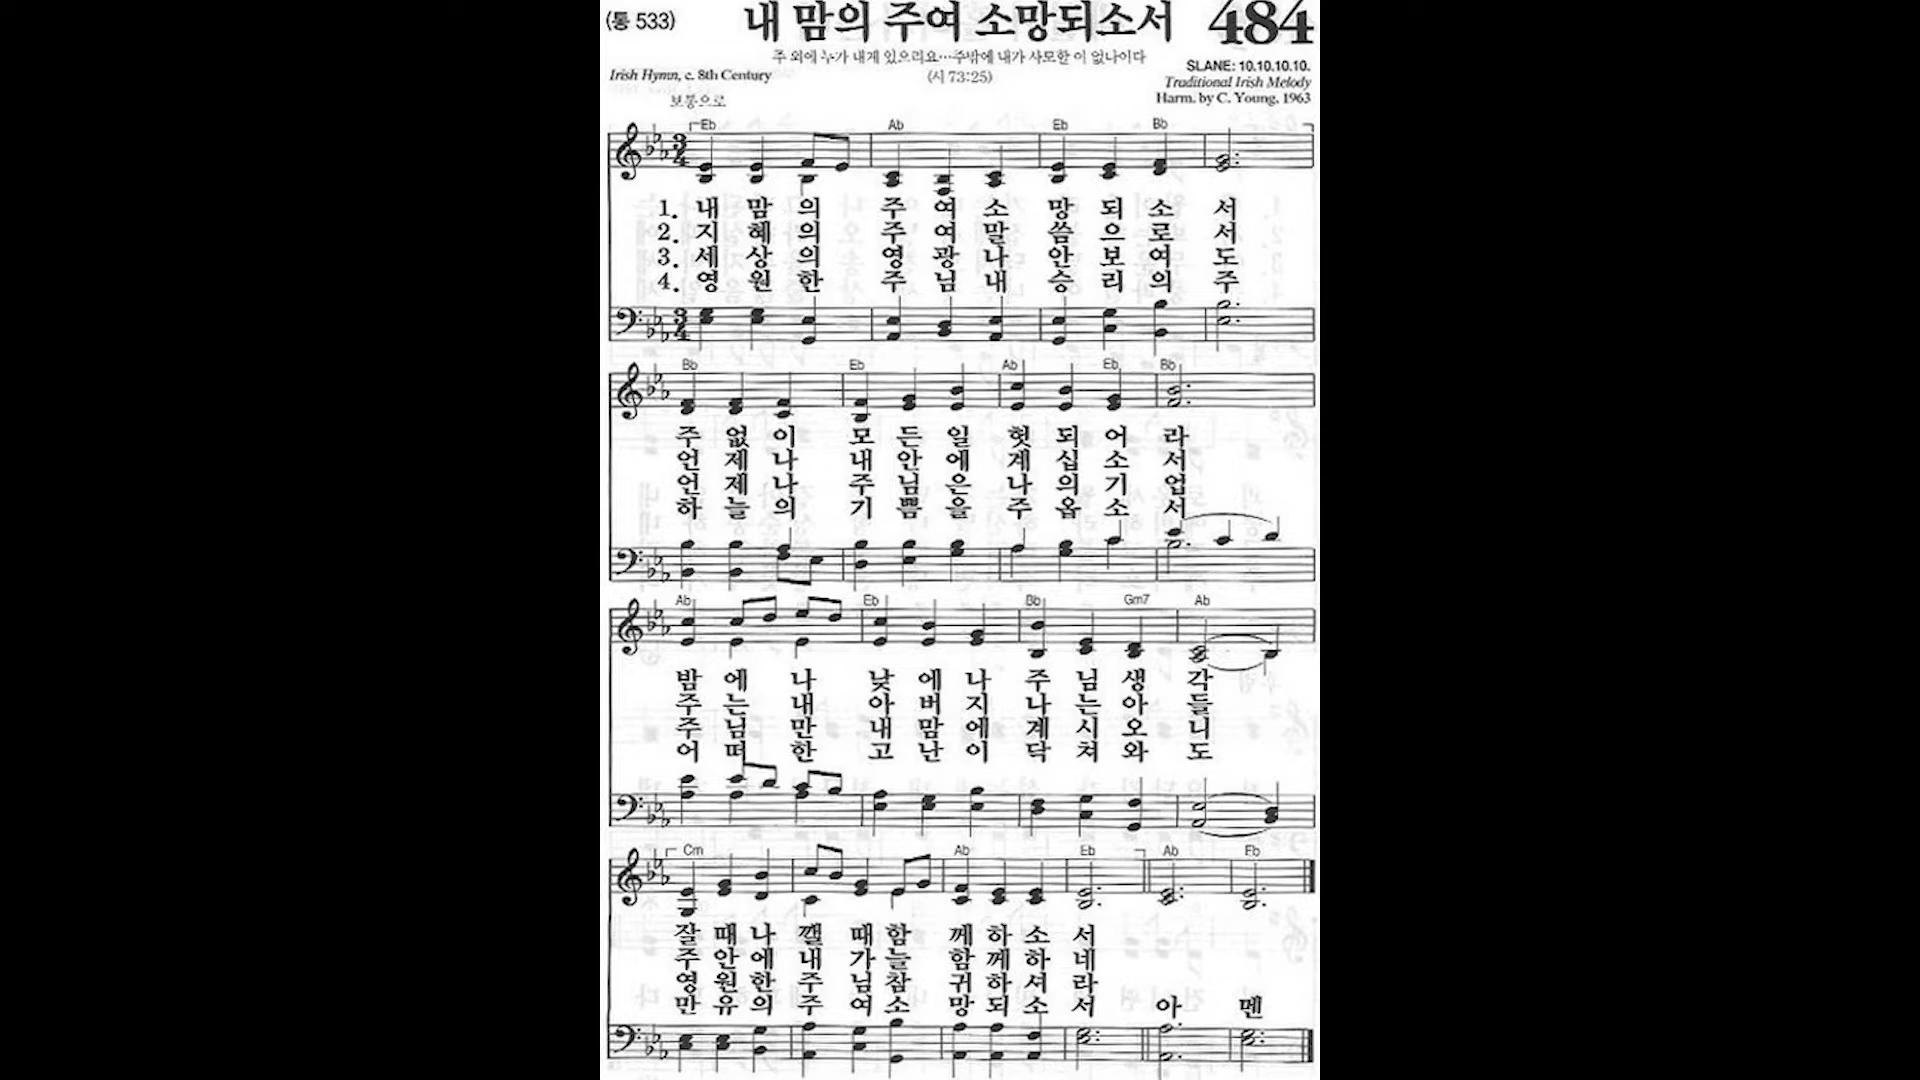 (통 533) 내 맘의 주여 소망되소서 484
주 외에 누가 내게 있으리요…주밖에 내가 사모할 이 없나이다
(시 73:25)
SLANE: 10.10.10.10.
Irish Hymn, c. 8th Century
Traditional Irish Melody
Harm. by C. Young, 1963
보통으로
Eb Ab Eb Bb
3 4
1. 내 맘 의 주 여 소 망 되 소 서
2. 지 혜 의 주 여 말 씀 으 로 서
3. 세 상 의 영 광 나 안 보 여 도
4. 영 원 한 주 님 내 승 리 의 주
3 4
Bb Eb Ab Eb Bb
주 없 이 모 든 일 헛 되 어 라
언 제 나 내 안 에 계 십 소 서
언 제 나 주 님 은 나 의 기 업
하 늘 의 기 쁨 을 주 옵 소 서
Ab Eb Bb Gm7 Ab
밤 에 나 낮 에 나 주 님 생 각
주 는 내 아 버 지 나 는 아 들
주 님 만 내 맘 에 계 시 오 니
어 떠 한 고 난 이 닥 쳐 와 도
Cm Ab Eb Ab Eb
잘 때 나 깰 때 함 께 하 소 서
주 안 에 내 가 늘 함 께 하 네
영 원 한 주 님 참 귀 하 셔 라
만 유 의 주 여 소 망 되 소 서 아 멘